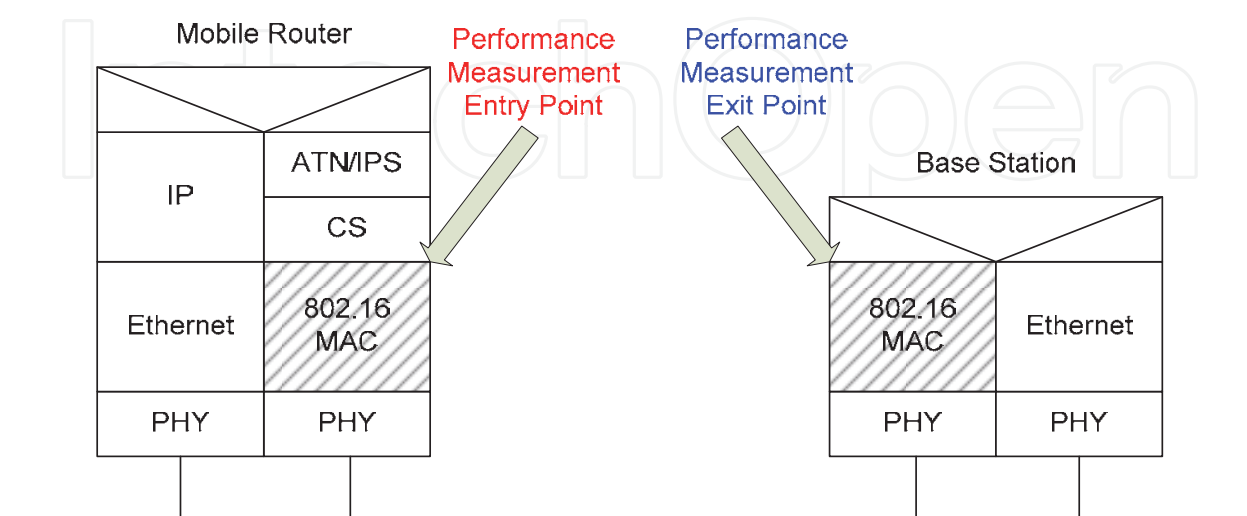 Mobile Router
Performance
Measurement
Entry Point
Performance
Measurement
Exit Point
Base Station
IP
ATN/IPS
CS
Ethernet
802.16
MAC
PHY
PHY
802.16
MAC
Ethernet
PHY
PHY
IntechOpen